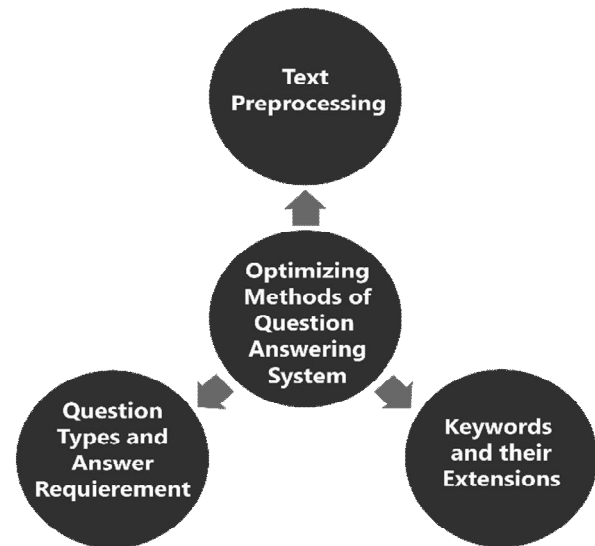 Text
Preprocessing
Optimizing
Methods of
Question
Answering
System
Question
Types and
Answer
Requierement
Keywords
and their
Extensions